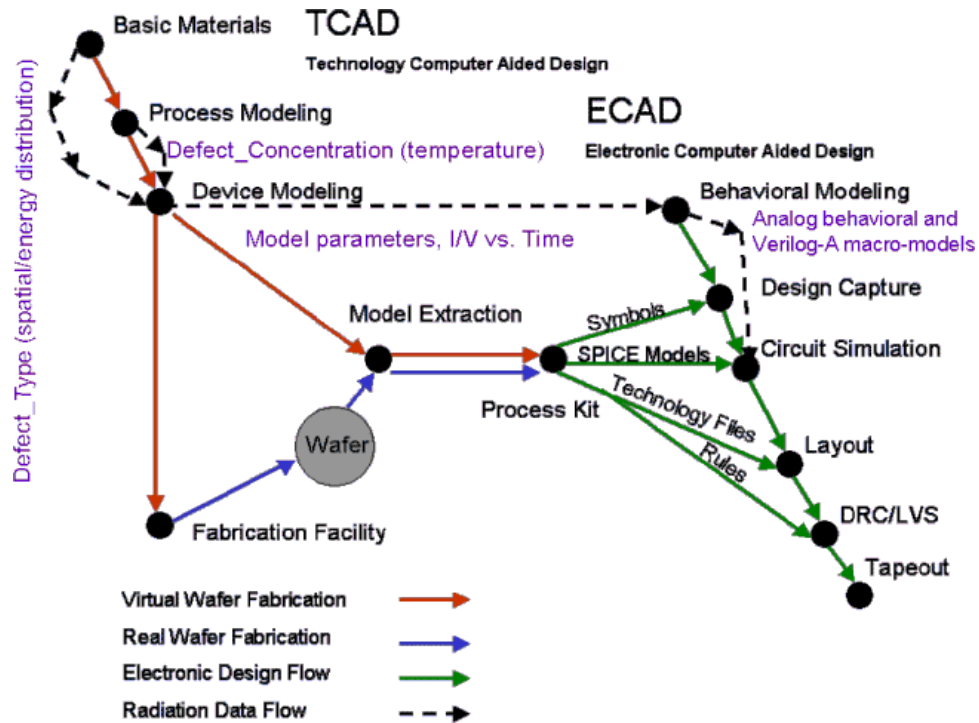 Basic Materials
TCAD
Technology Computer Aided Design
Defect_Type (spatial/energy distribution)
Process Modeling
Defect_Concentration (temperature)
Device Modeling
ECAD
Electronic Computer Aided Design
Behavioral Modeling
Analog behavioral and
Verilog-A macro-models
Model parameters, I/V vs. Time
Design Capture
Model Extraction
Symbols
SPICE Models
Circuit Simulation
Process Kit
Technology Files
Rules
Wafer
Layout
Fabrication Facility
DRC/LVS
Tapeout
Virtual Wafer Fabrication
Real Wafer Fabrication
Electronic Design Flow
Radiation Data Flow